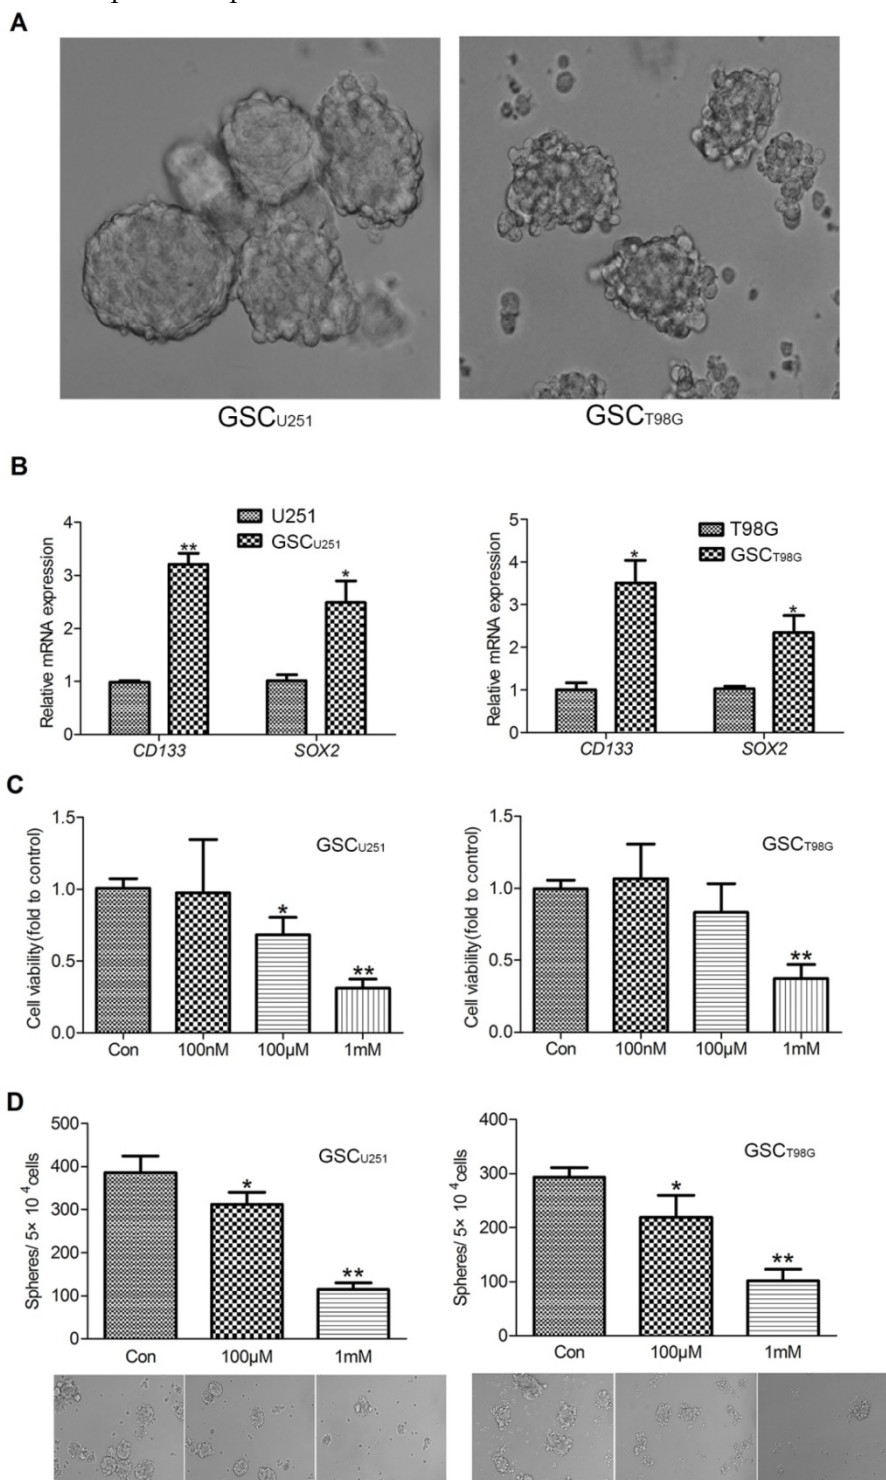 A
GSCU251
GSCT98G
B
U251
GSCU251
Relative mRNA expression
4
3
2
1
0
**
*
CD133
SOX2
T98G
GSCT98G
Relative mRNA expression
5
4
3
2
1
0
*
*
CD133
SOX2
C
GSCU251
Cell viability(fold to control)
1.5
1.0
0.5
0.0
*
**
Con
100nM
100μM
1mM
GSCT98G
Cell viability(fold to control)
1.5
1.0
0.5
0.0
**
Con
100nM
100μM
1mM
D
GSCU251
Spheres/ 5× 10 4cells
500
400
300
200
100
0
*
**
Con
100μM
1mM
GSCT98G
Spheres/ 5× 10 4cells
400
300
200
100
0
*
**
Con
100μM
1mM